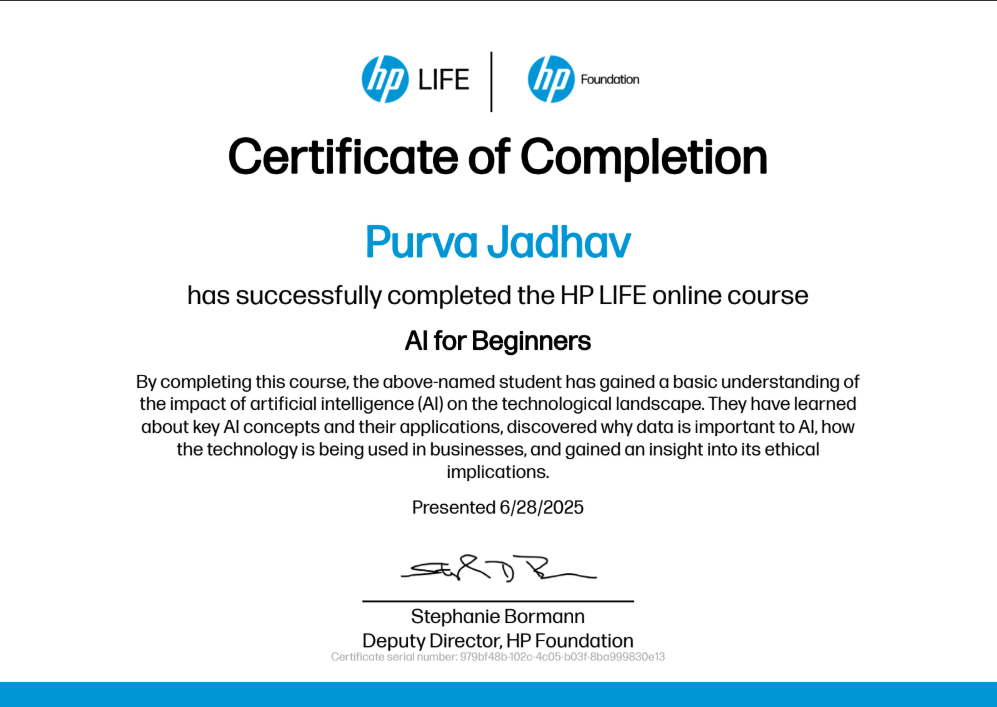 hp LIFE hp Foundation
Certificate of Completion
Purva Jadhav
has successfully completed the HP LIFE online course
AI for Beginners
By completing this course, the above-named student has gained a basic understanding of
the impact of artificial intelligence (AI) on the technological landscape. They have learned
about key AI concepts and their applications, discovered why data is important to AI, how
the technology is being used in businesses, and gained an insight into its ethical
implications.
Presented 6/28/2025
Stephanie Bormann
Deputy Director, HP Foundation
Certificate serial number: 979bf48b-102c-4c05-b03f-8ba999830e13